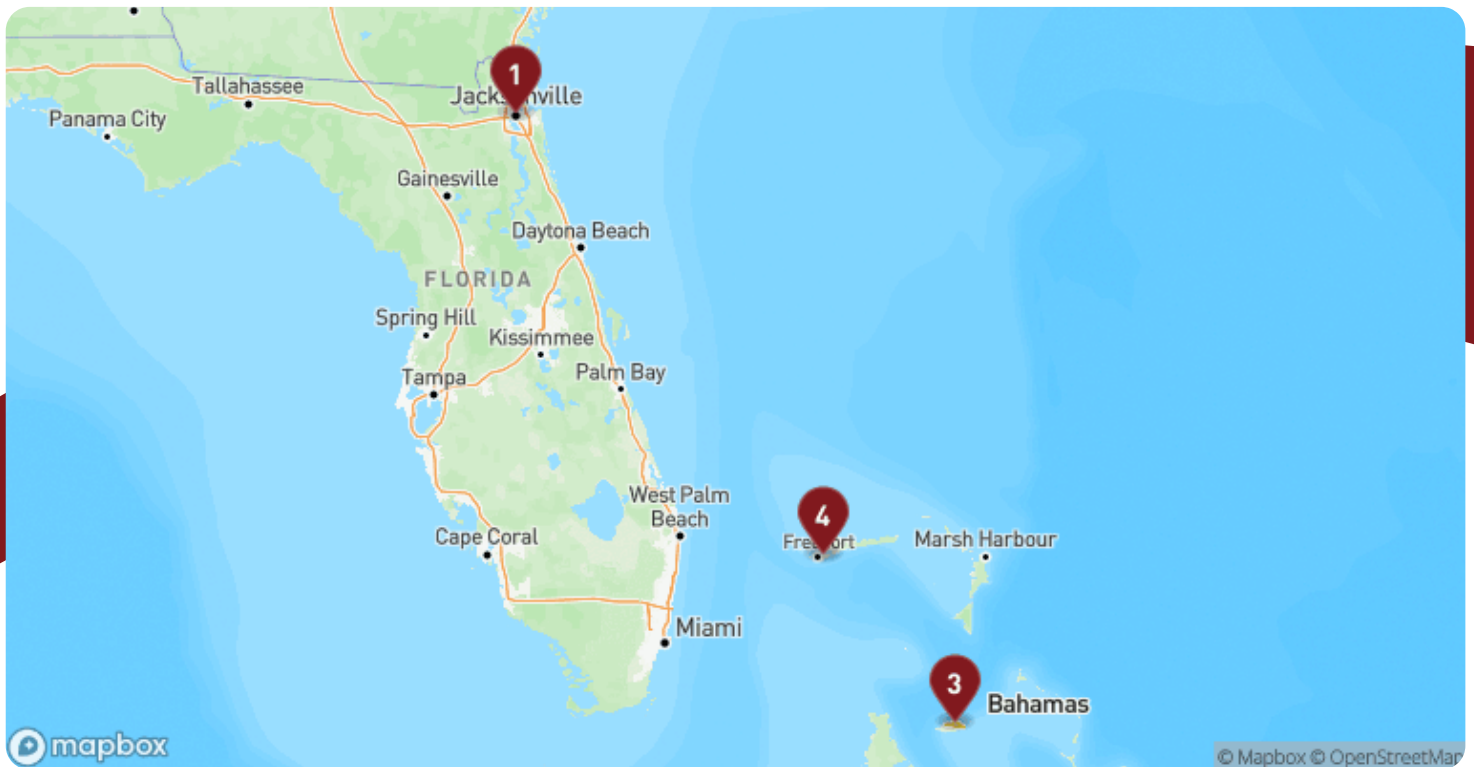 1
Jacksonville
Tallahassee
Panama City
Gainesville
Daytona Beach
FLORIDA
Spring Hill
Kissimmee
Tampa
Palm Bay
West Palm
Beach
4
Freeport
Marsh Harbour
Cape Coral
Miami
3
Bahamas
mapbox
© Mapbox © OpenStreetMap